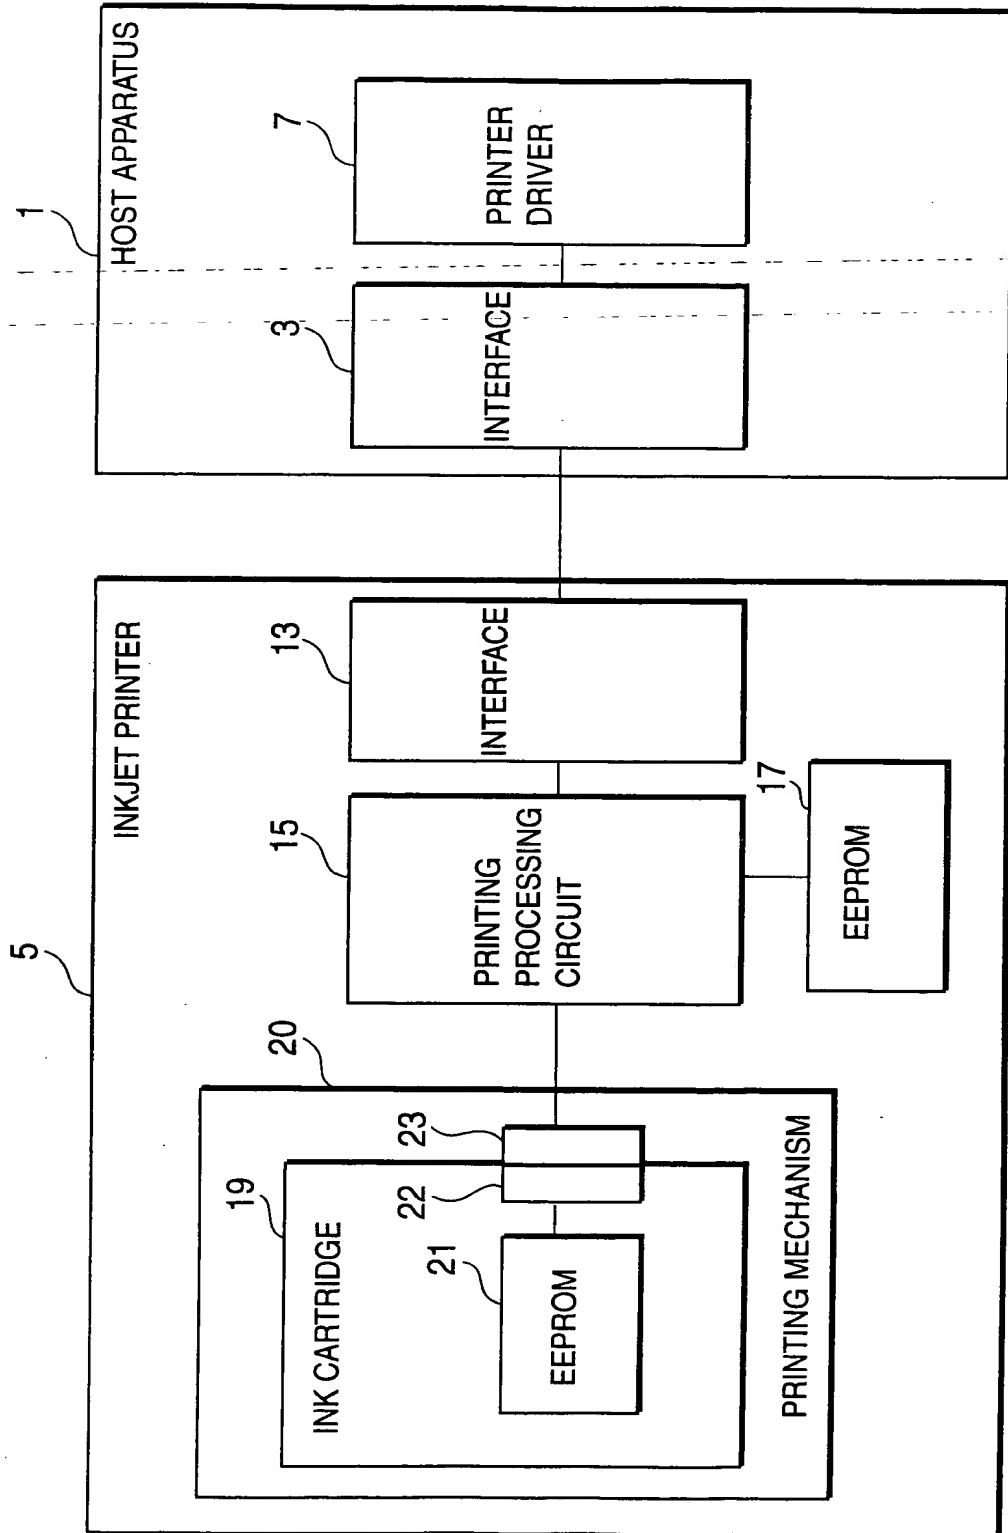 5
INKJET PRINTER
20
19
INK CARTRIDGE
21
EEPROM
22
23
PRINTING MECHANISM
15
PRINTING
PROCESSING
CIRCUIT
13
INTERFACE
17
EEPROM
1
HOST APPARATUS
3
INTERFACE
7
PRINTER
DRIVER